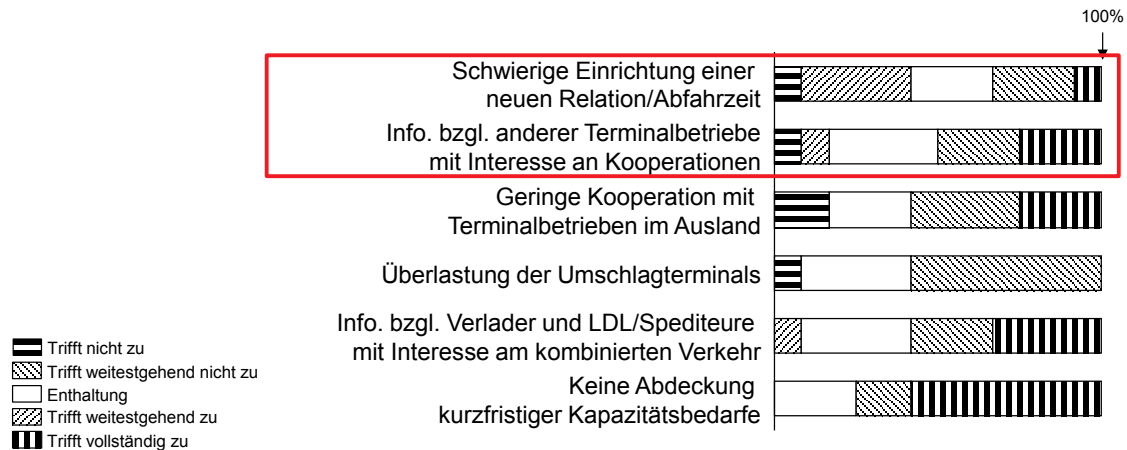 100%
Schwierige Einrichtung einer
neuen Relation/Abfahrzeit
Info. bzgl. anderer Terminalbetriebe
mit Interesse an Kooperationen
Geringe Kooperation mit
Terminalbetrieben im Ausland
Überlastung der Umschlagterminals
Info. bzgl. Verlader und LDL/Spediteure
mit Interesse am kombinierten Verkehr
Keine Abdeckung
kurzfristiger Kapazitätsbedarfe
Trifft nicht zu
Trifft weitestgehend nicht zu
Enthaltung
Trifft weitestgehend zu
Trifft vollständig zu